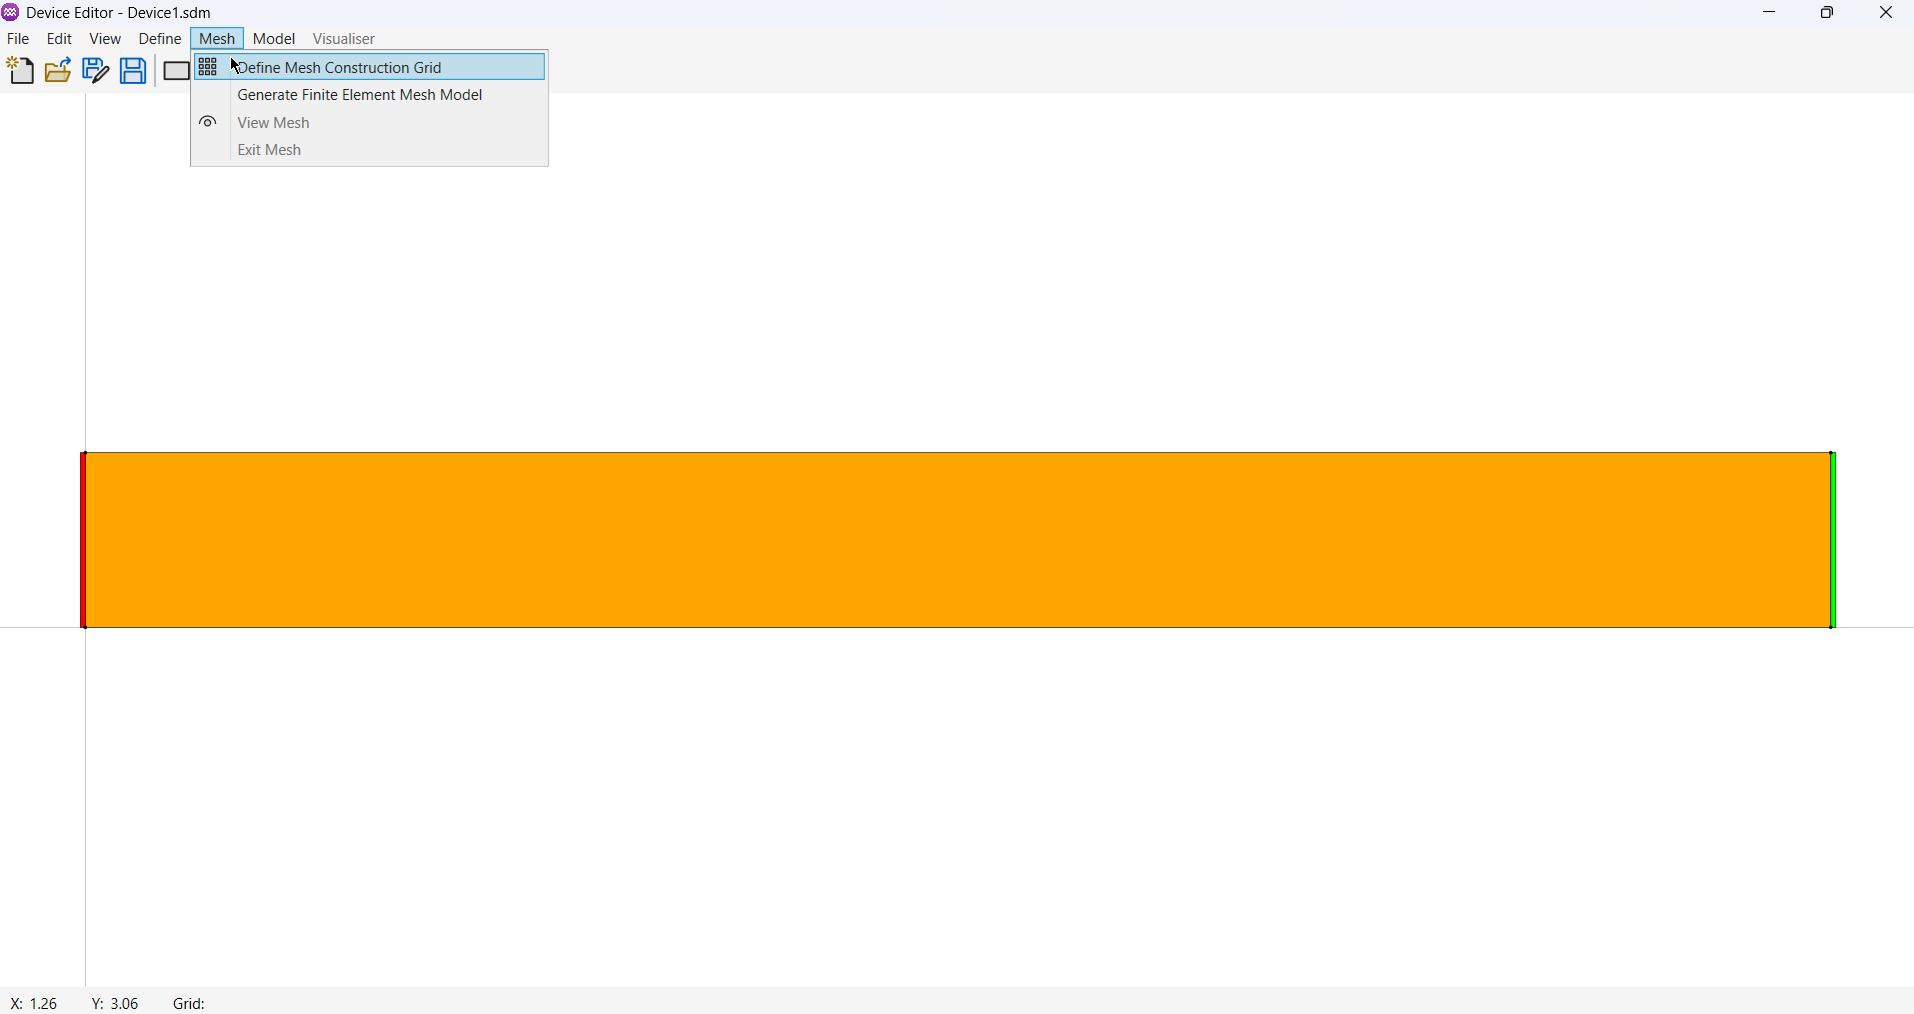 Device Editor - Device1.sdm
File Edit View Define Mesh Model Visualiser
Define Mesh Construction Grid
Generate Finite Element Mesh Model
View Mesh
Exit Mesh
X: 1.26 Y: 3.06 Grid: